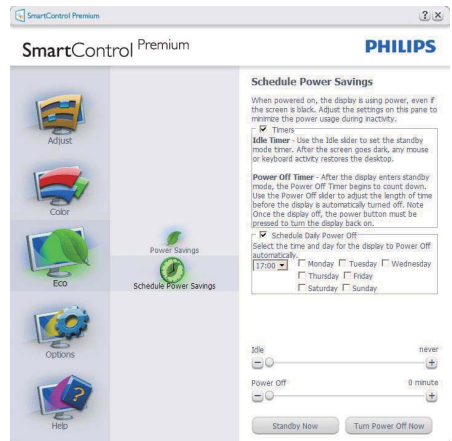 SmartControl Premium
SmartControl Premium
PHILIPS
Adjust
Color
Eco
Options
Help
Power Savings
Schedule Power Savings
Schedule Power Savings
When powered on, the display is using power, even if
the screen is black. Adjust the settings on this pane to
minimize the power usage during inactivity.
Timers
Idle Timer - Use the Idle slider to set the standby
mode timer. After the screen goes dark, any mouse
or keyboard activity restores the desktop.
Power Off Timer - After the display enters standby
mode, the Power Off Timer begins to count down.
Use the Power Off slider to adjust the length of time
before the display is automatically turned off. Note
Once the display off, the power button must be
pressed to turn the display back on.
Schedule Daily Power Off
Select the time and day for the display to Power Off
automatically.
17:00 Monday Tuesday Wednesday
Thursday Friday
Saturday Sunday
Idle never
Power Off 0 minute
Standby Now Turn Power Off Now